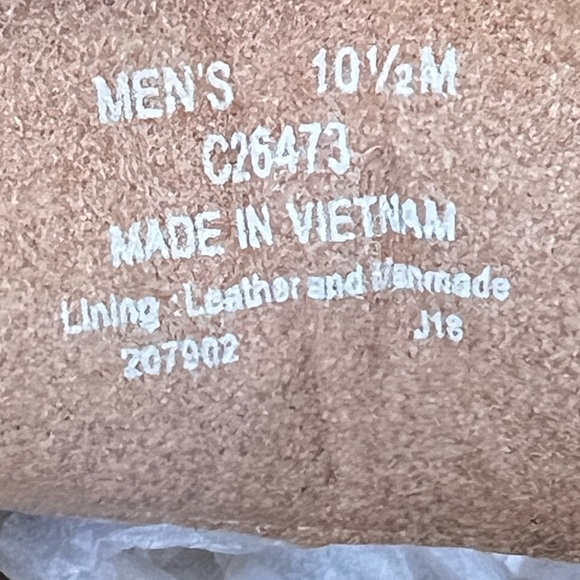 MEN'S 10½M
C26473
MADE IN VIETNAM
Lining : Leather and Manmade
207902 J18